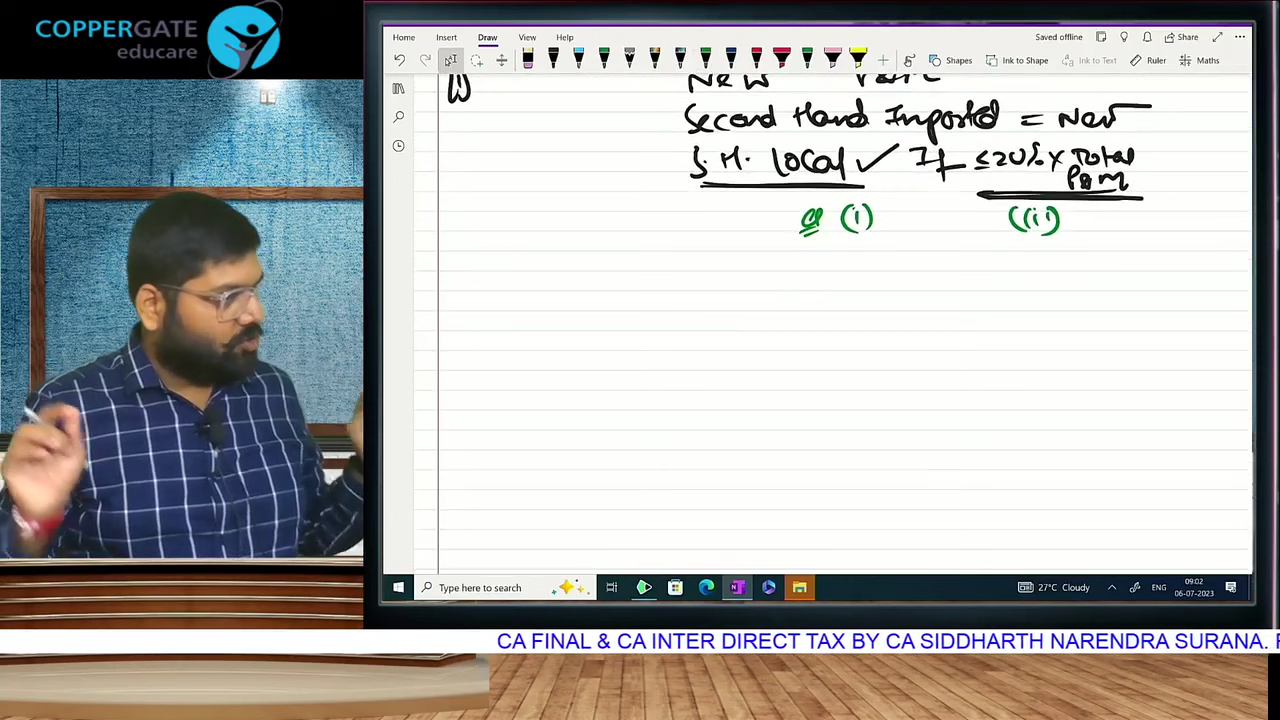 COPPERGATE
educare
Home Insert Draw View Help
Saved offline
Share
Shapes
Ink to Shape
Ink to Text
Ruler
Maths
New
Second Hand Imported = New
S.H. local ✓ If ≤20% x Total
P&M
(i) (ii)
Type here to search
27°C Cloudy
ENG
09:02
06-07-2023
CA FINAL & CA INTER DIRECT TAX BY CA SIDDHARTH NARENDRA SURANA.